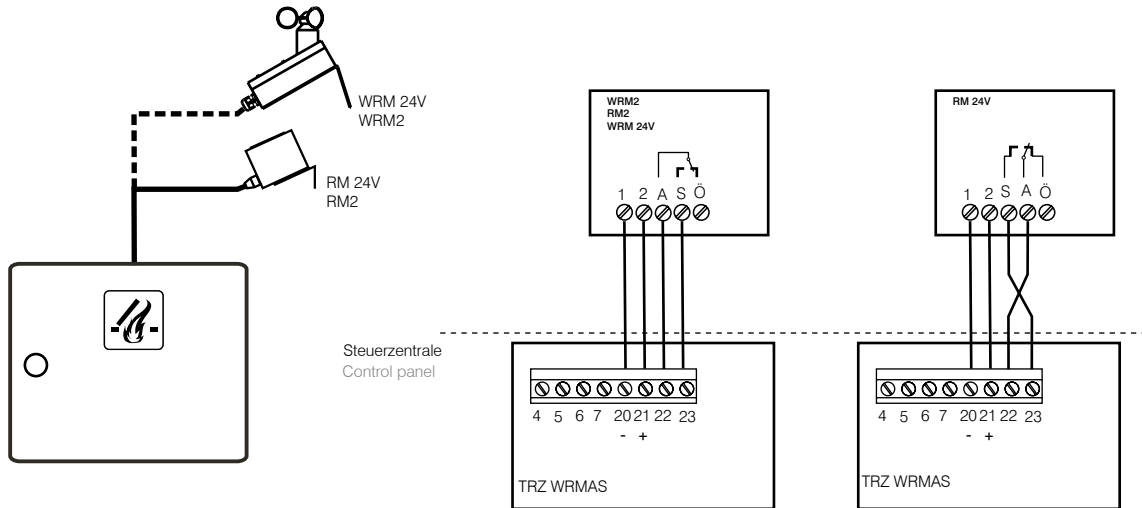 WRM 24V
WRM2
RM 24V
RM2
WRM2
RM2
WRM 24V
1 2 A S Ö
RM 24V
1 2 S A Ö
Steuerzentrale
Control panel
4 5 6 7 20 21 22 23
- +
TRZ WRMAS
4 5 6 7 20 21 22 23
- +
TRZ WRMAS